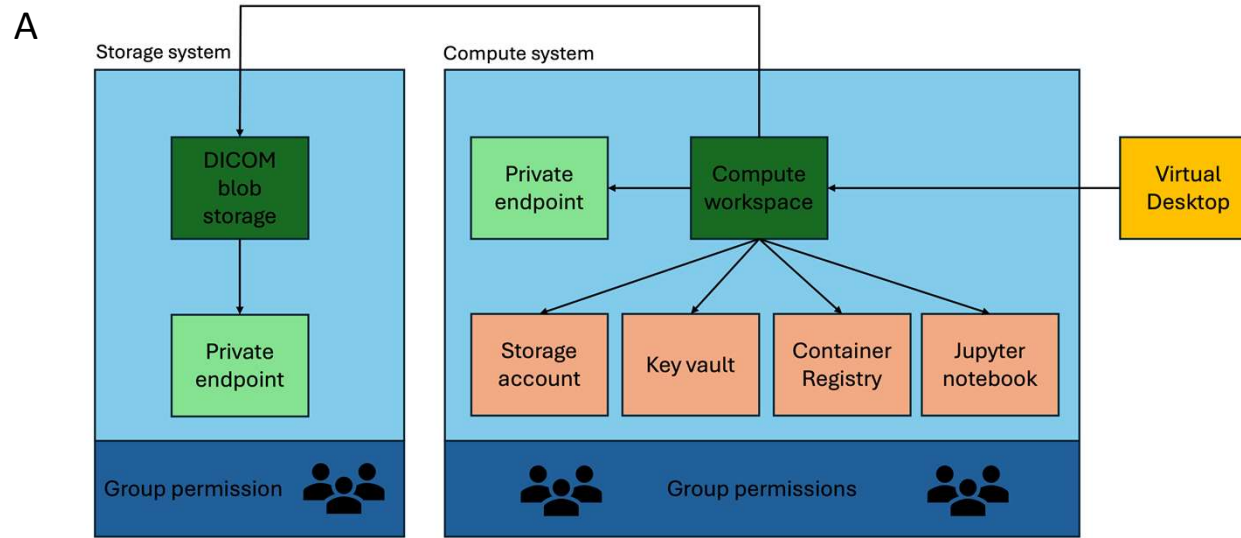 A
Storage system
Compute system
DICOM
blob
storage
Private
endpoint
Compute
workspace
Virtual
Desktop
Private
endpoint
Storage
account
Key vault
Container
Registry
Jupyter
notebook
Group permission
Group permissions